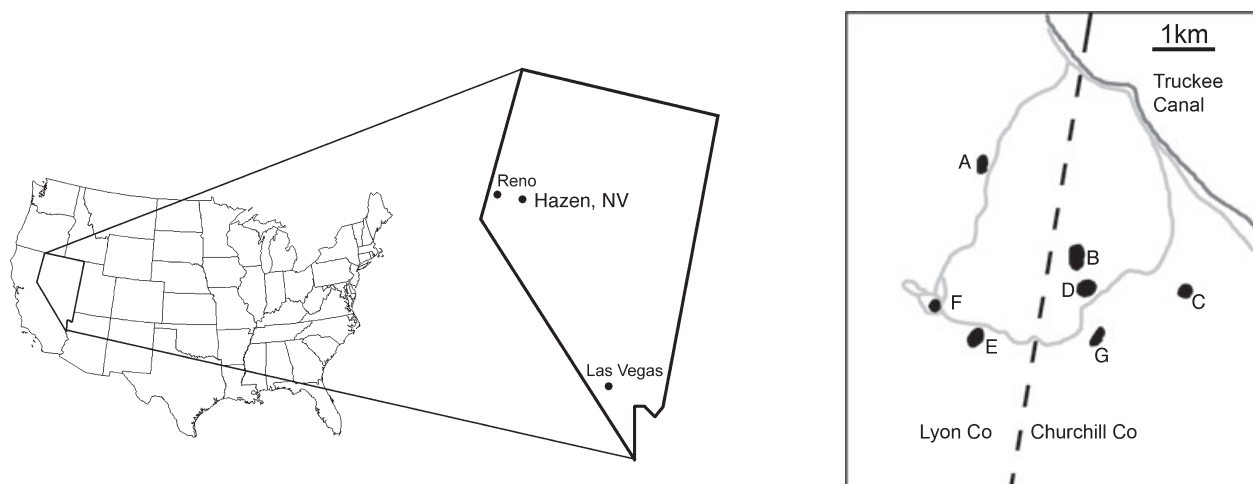 Reno
Hazen, NV
Las Vegas
1km
Truckee
Canal
A
B
D
C
F
E
G
Lyon Co
Churchill Co